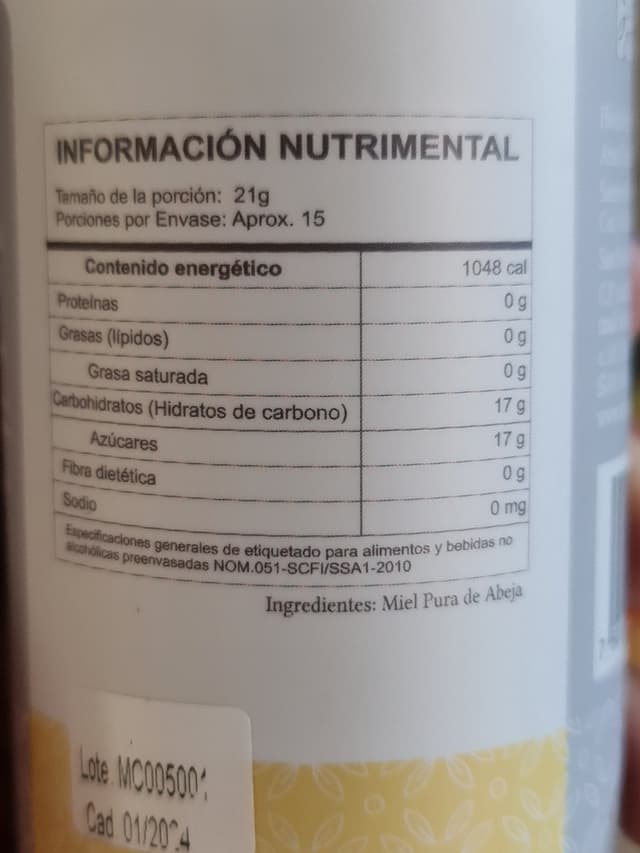 INFORMACIÓN NUTRIMENTAL
Tamaño de la porción: 21g
Porciones por Envase: Aprox. 15
Contenido energético 1048 cal
Proteínas 0 g
Grasas (lípidos) 0 g
Grasa saturada 0 g
Carbohidratos (Hidratos de carbono) 17 g
Azúcares 17 g
Fibra dietética 0 g
Sodio 0 mg
Especificaciones generales de etiquetado para alimentos y bebidas no
alcohólicas preenvasadas NOM.051-SCFI/SSA1-2010
Ingredientes: Miel Pura de Abeja
Lote MC005001
Cad